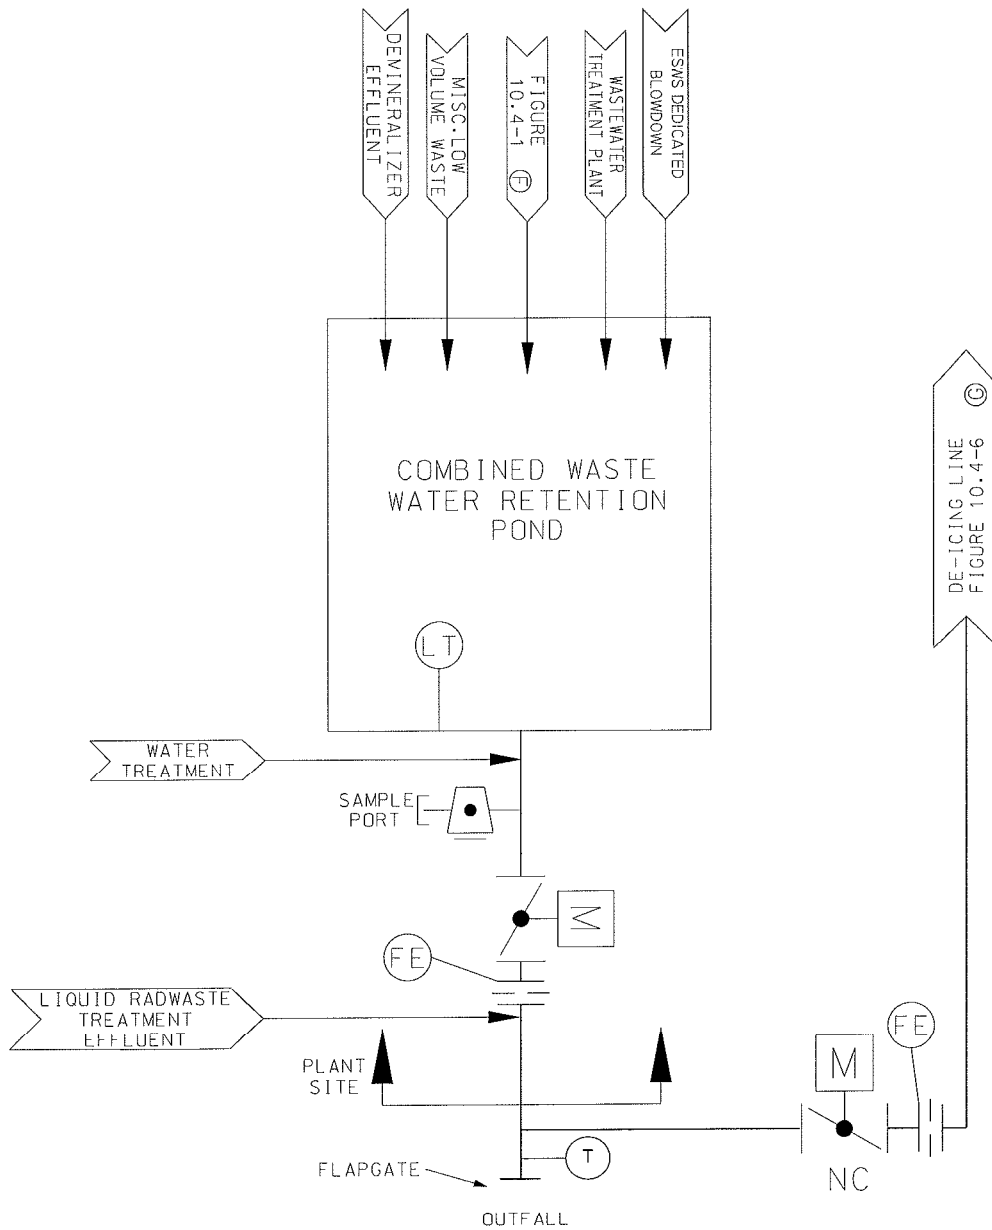 DEMINERALIZER
EFFLUENT
MISC.LOW
VOLUME WASTE
FIGURE
10.4-1 F
WASTEWATER
TREATMENT PLANT
ESWS DEDICATED
BLOWDOWN
COMBINED WASTE
WATER RETENTION
POND
LT
DE-ICING LINE
FIGURE 10.4-6 G
WATER
TREATMENT
SAMPLE
PORT
M
FE
LIQUID RADWASTE
TREATMENT
EFFLUENT
PLANT
SITE
FE
M
NC
T
FLAPGATE
OUTFALL